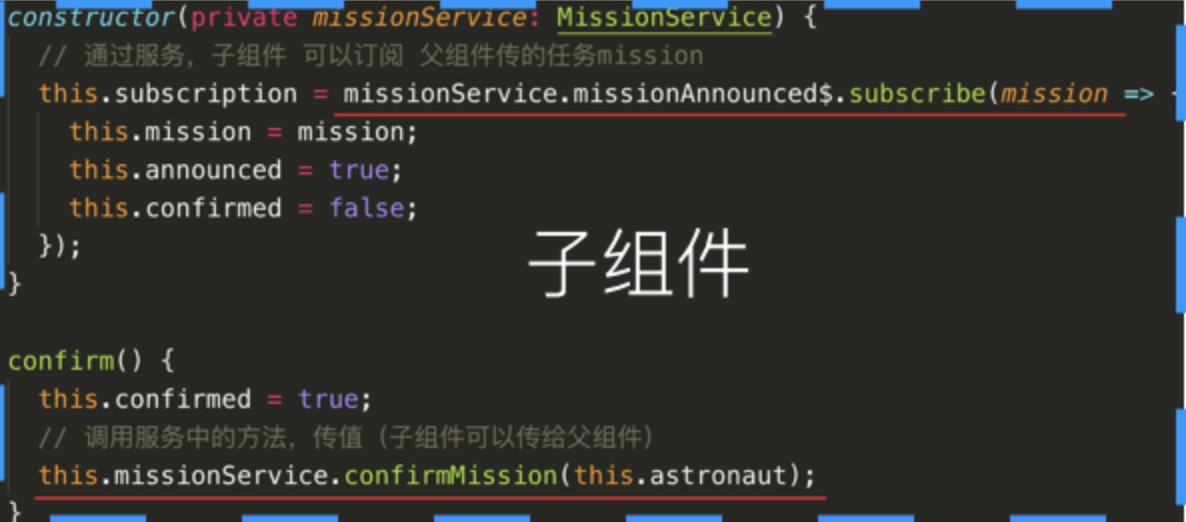 constructor(private missionService: MissionService) {
// 通过服务，子组件 可以订阅 父组件传的任务mission
this.subscription = missionService.missionAnnounced$.subscribe(mission => {
this.mission = mission;
this.announced = true;
this.confirmed = false;
});
}
子组件
confirm() {
this.confirmed = true;
// 调用服务中的方法，传值（子组件可以传给父组件）
this.missionService.confirmMission(this.astronaut);
}